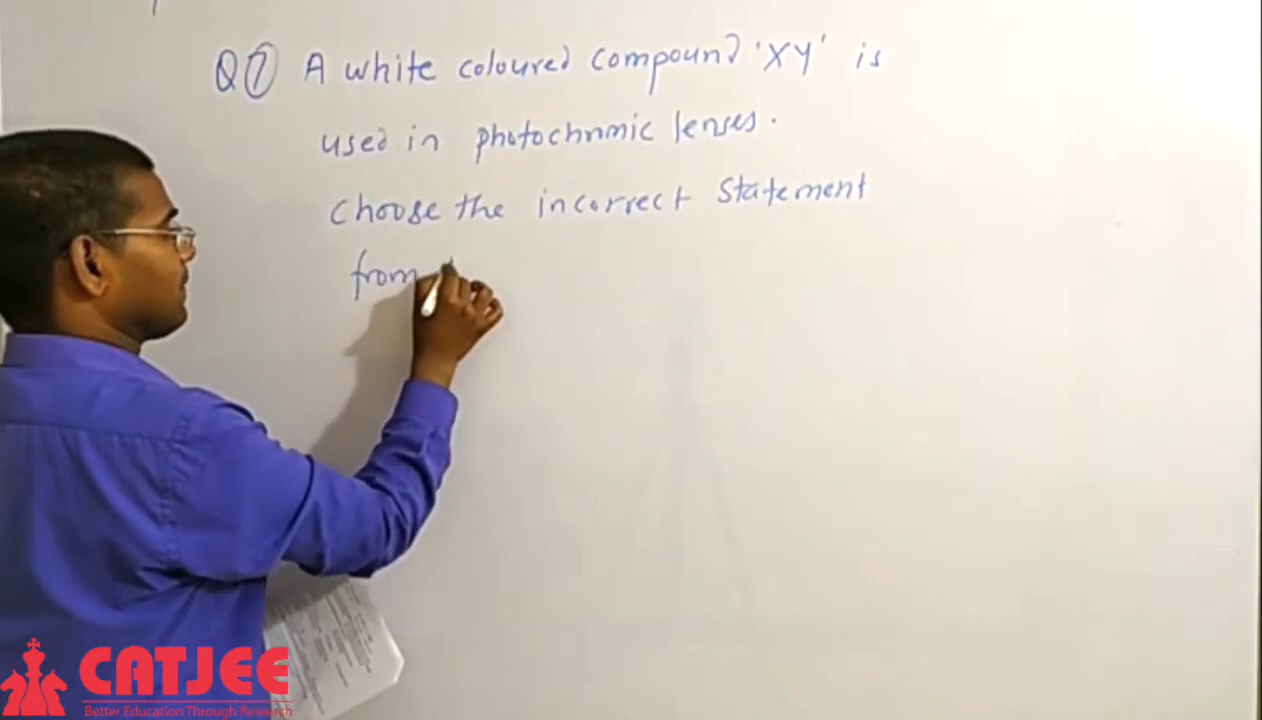 Q7 A white coloured compound 'XY' is
used in photochromic lenses.
choose the incorrect statement
from
CATJEE
Better Education Through Research